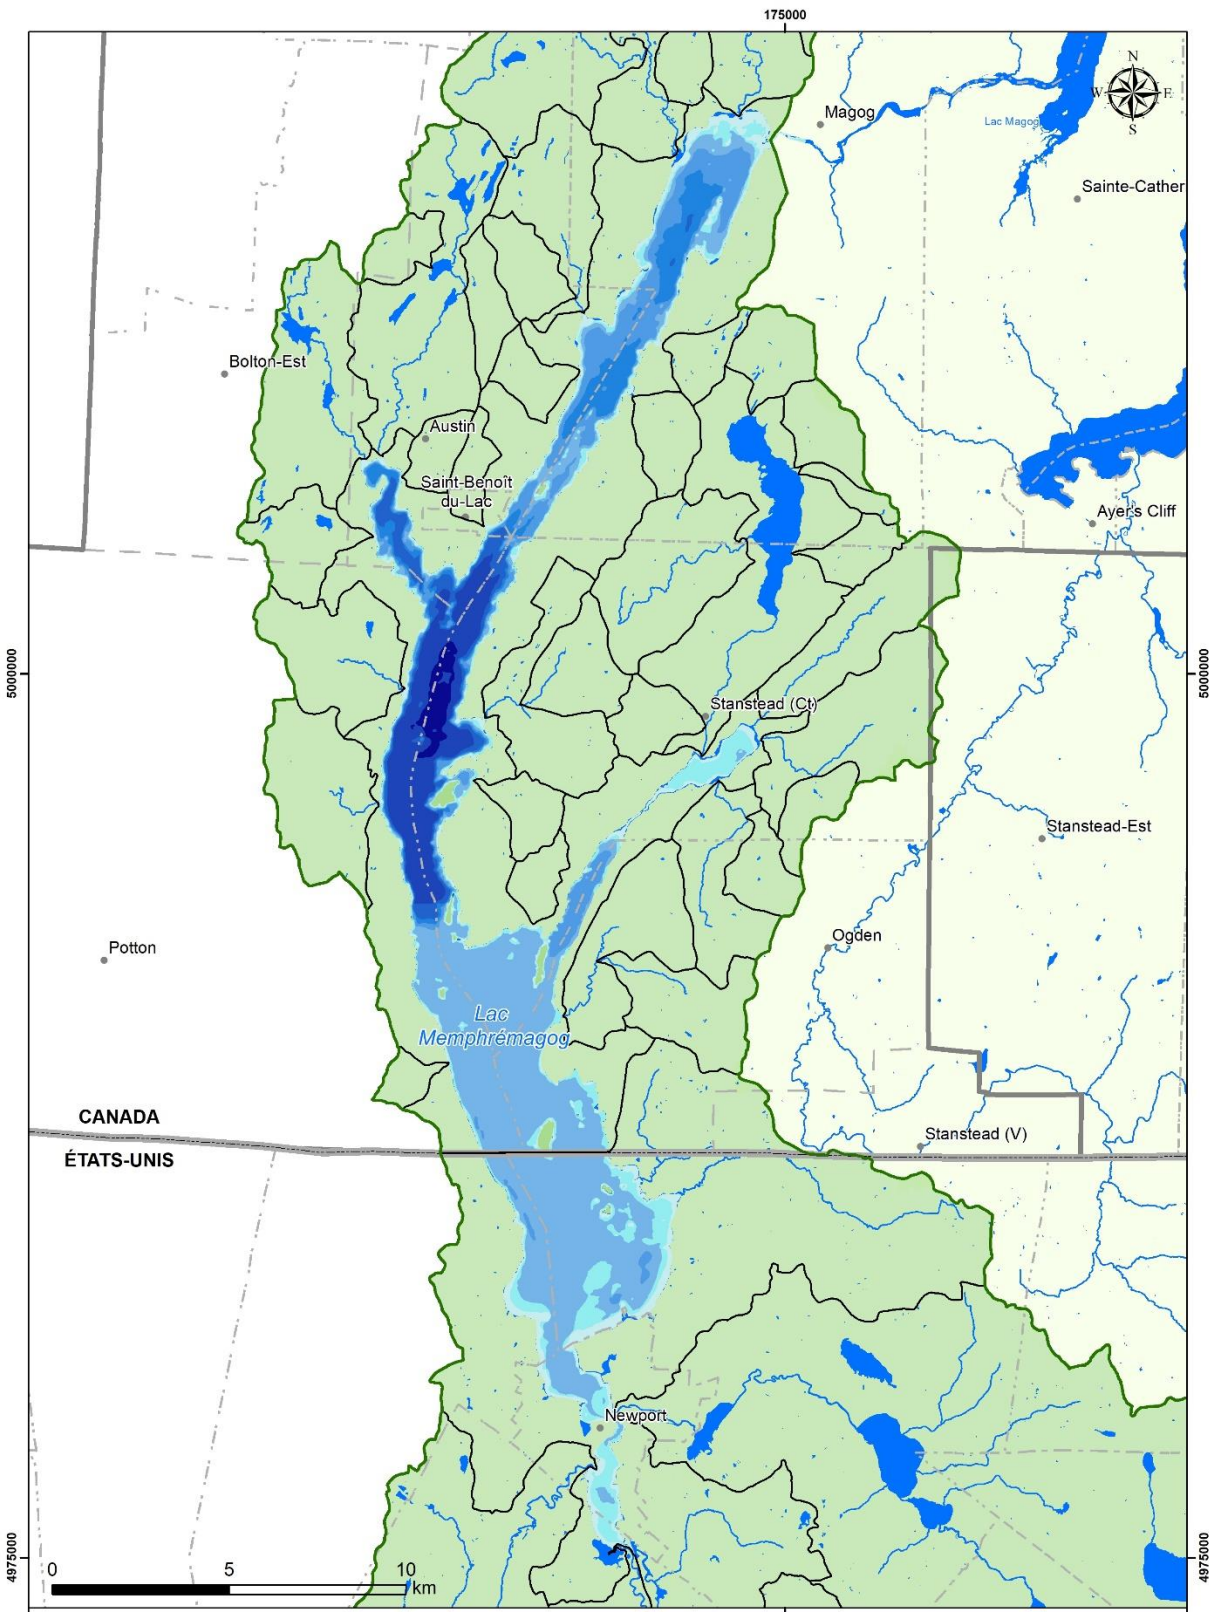 175000
N
W E
S
Magog
Lac Magog
Sainte-Cather
Bolton-Est
Austin
Saint-Benoît
du-Lac
Ayer's Cliff
5000000
5000000
Stanstead (Ct)
Stanstead-Est
Ogden
Potton
Lac
Memphrémagog
CANADA
ÉTATS-UNIS
Stanstead (V)
Newport
4975000
4975000
0 5 10
km